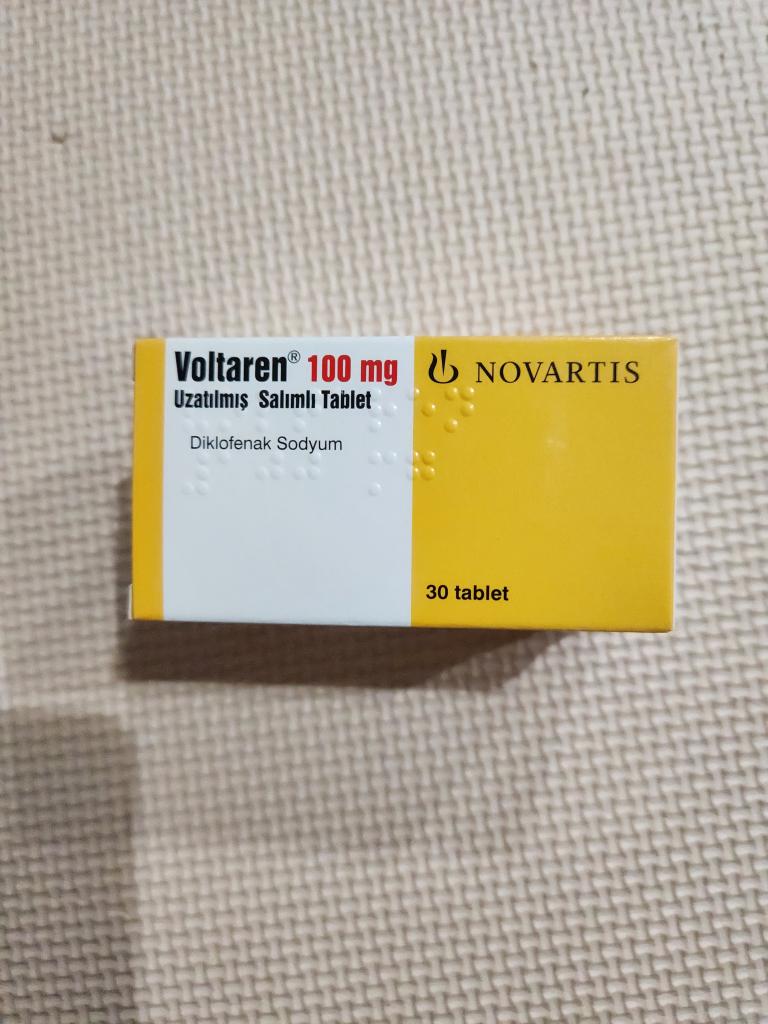 Voltaren® 100 mg
Uzatılmış Salımlı Tablet
Diklofenak Sodyum
NOVARTIS
30 tablet